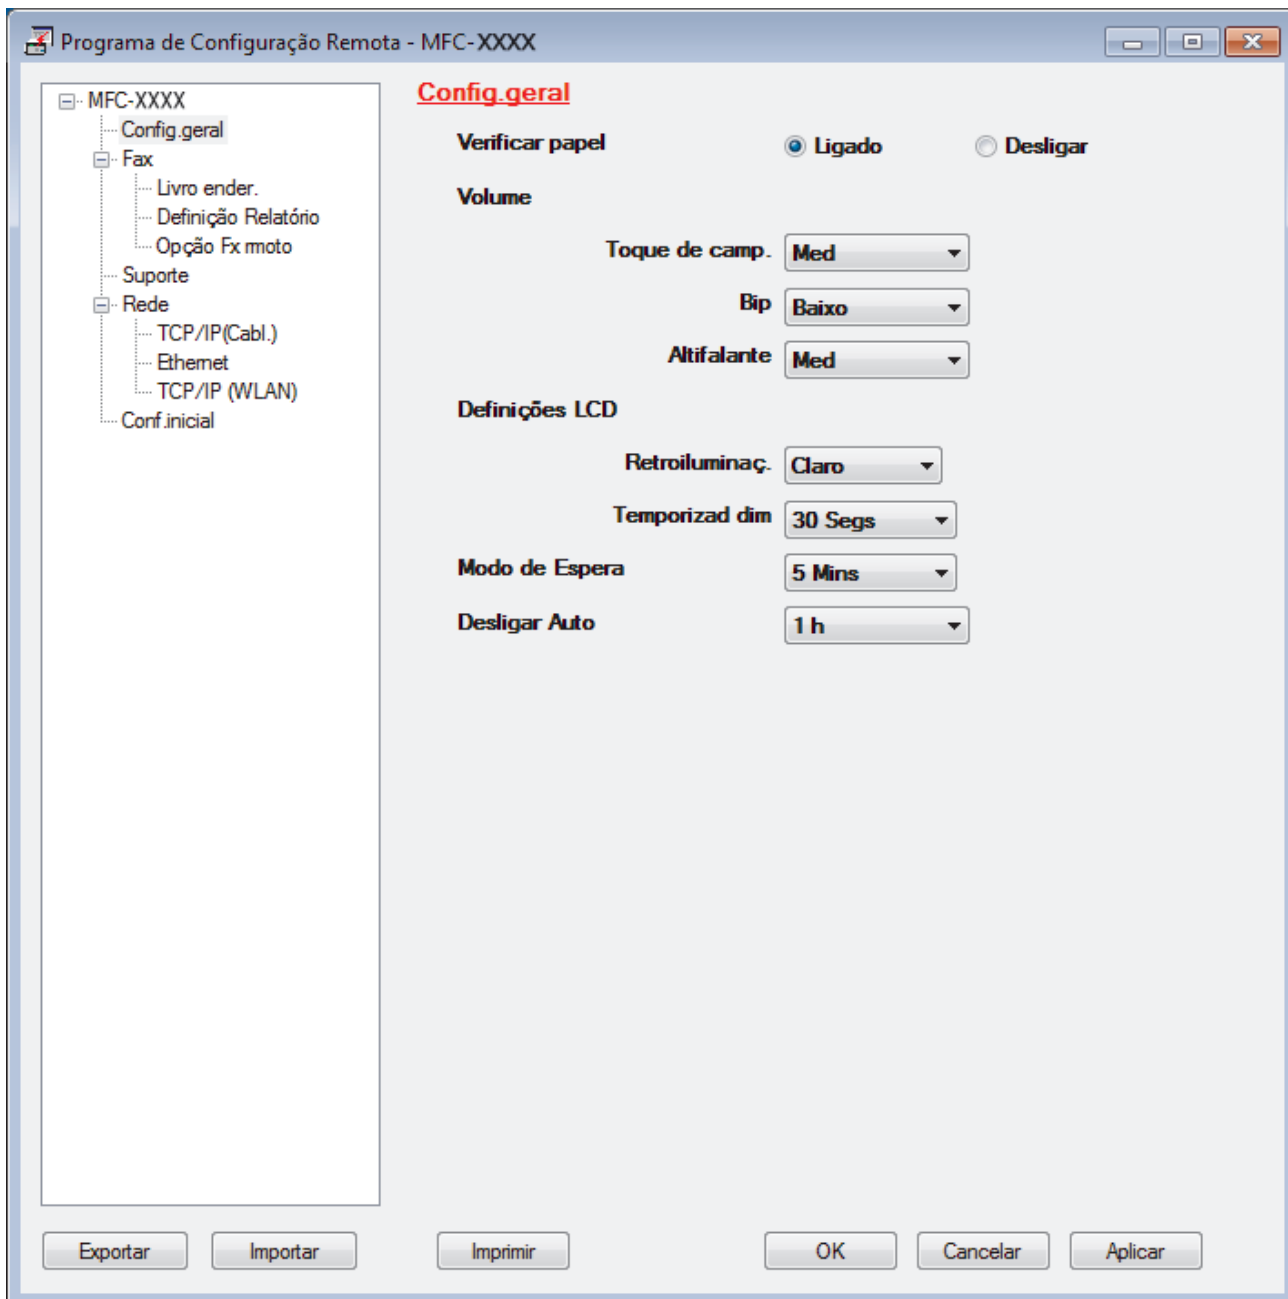 Programa de Configuração Remota - MFC-XXXX
MFC-XXXX
Config.geral
Fax
Livro ender.
Definição Relatório
Opção Fx rmoto
Suporte
Rede
TCP/IP(Cabl.)
Ethernet
TCP/IP (WLAN)
Conf.inicial
Config.geral
Verificar papel Ligado Desligar
Volume
Toque de camp. Med
Bip Baixo
Altifalante Med
Definições LCD
Retroiluminaç. Claro
Temporizad dim 30 Segs
Modo de Espera 5 Mins
Desligar Auto 1 h
Exportar Importar Imprimir OK Cancelar Aplicar